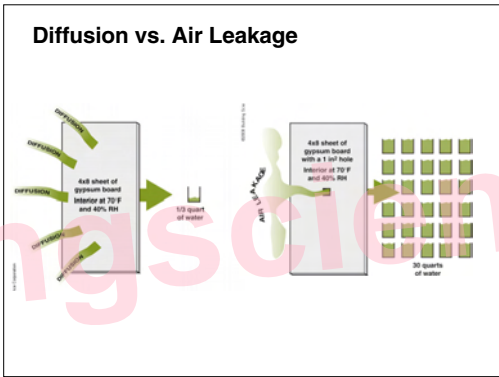 Diffusion vs. Air Leakage
DIFFUSION
DIFFUSION
DIFFUSION
DIFFUSION
DIFFUSION
4x8 sheet of
gypsum board
Interior at 70°F
and 40% RH
1/3 quart
of water
AIR LEAKAGE
4x8 sheet of
gypsum board
with a 1 in² hole
Interior at 70°F
and 40% RH
30 quarts
of water
ngscien